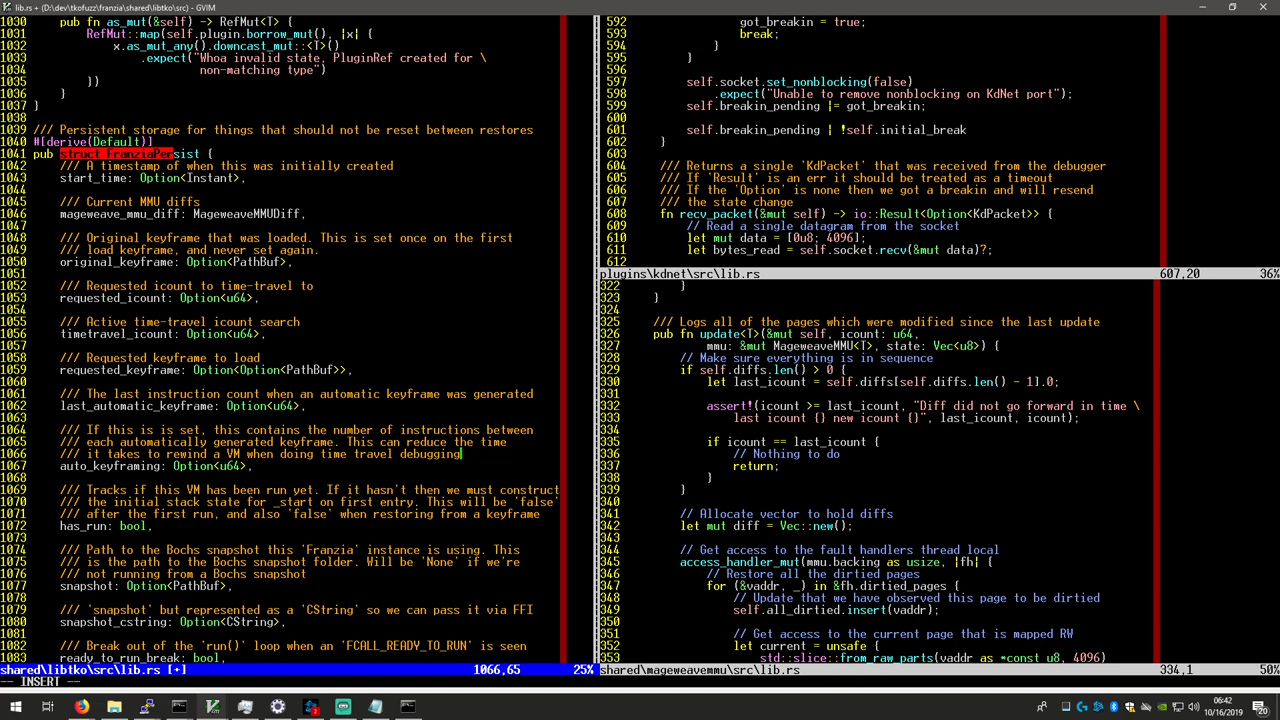 lib.rs + (D:\dev\tkofuzz\franzia\shared\libtko\src) - GVIM
1030     pub fn as_mut(&self) -> RefMut<T> {
1031         RefMut::map(self.plugin.borrow_mut(), |x| {
1032             x.as_mut_any().downcast_mut::<T>()
1033                 .expect("Whoa invalid state, PluginRef created for \
1034                          non-matching type")
1035         })
1036     }
1037 }
1038
1039 /// Persistent storage for things that should not be reset between restores
1040 #[derive(Default)]
1041 pub struct FranziaPersist {
1042     /// A timestamp of when this was initially created
1043     start_time: Option<Instant>,
1044
1045     /// Current MMU diffs
1046     mageweave_mmu_diff: MageweaveMMUDiff,
1047
1048     /// Original keyframe that was loaded. This is set once on the first
1049     /// load keyframe, and never set again.
1050     original_keyframe: Option<PathBuf>,
1051
1052     /// Requested icount to time-travel to
1053     requested_icount: Option<u64>,
1054
1055     /// Active time-travel icount search
1056     timetravel_icount: Option<u64>,
1057
1058     /// Requested keyframe to load
1059     requested_keyframe: Option<Option<PathBuf>>,
1060
1061     /// The last instruction count when an automatic keyframe was generated
1062     last_automatic_keyframe: Option<u64>,
1063
1064     /// If this is is set, this contains the number of instructions between
1065     /// each automatically generated keyframe. This can reduce the time
1066     /// it takes to rewind a VM when doing time travel debugging
1067     auto_keyframing: Option<u64>,
1068
1069     /// Tracks if this VM has been run yet. If it hasn't then we must construct
1070     /// the initial stack state for _start on first entry. This will be 'false'
1071     /// after the first run, and also 'false' when restoring from a keyframe
1072     has_run: bool,
1073
1074     /// Path to the Bochs snapshot this 'Franzia' instance is using. This
1075     /// is the path to the Bochs snapshot folder. Will be 'None' if we're
1076     /// not running from a Bochs snapshot
1077     snapshot: Option<PathBuf>,
1078
1079     /// 'snapshot' but represented as a 'CString' so we can pass it via FFI
1080     snapshot_cstring: Option<CString>,
1081
1082     /// Break out of the 'run()' loop when an 'FCALL_READY_TO_RUN' is seen
1083     ready_to_run_break: bool,
shared\libtko\src\lib.rs [+] 1066,65 25%
-- INSERT --
592                 got_breakin = true;
593                 break;
594             }
595         }
596
597         self.socket.set_nonblocking(false)
598             .expect("Unable to remove nonblocking on KdNet port");
599         self.breakin_pending |= got_breakin;
600
601         self.breakin_pending | !self.initial_break
602     }
603
604     /// Returns a single 'KdPacket' that was received from the debugger
605     /// If 'Result' is an err it should be treated as a timeout
606     /// If the 'Option' is none then we got a breakin and will resend
607     /// the state change
608     fn recv_packet(&mut self) -> io::Result<Option<KdPacket>> {
609         // Read a single datagram from the socket
610         let mut data = [0u8; 4096];
611         let bytes_read = self.socket.recv(&mut data)?;
612
plugins\kdnet\src\lib.rs 607,20 36%
322         }
323     }
324
325     /// Logs all of the pages which were modified since the last update
326     pub fn update<T>(&mut self, icount: u64,
327             mmu: &mut MageweaveMMU<T>, state: Vec<u8>) {
328         // Make sure everything is in sequence
329         if self.diffs.len() > 0 {
330             let last_icount = self.diffs[self.diffs.len() - 1].0;
331
332             assert!(icount >= last_icount, "Diff did not go forward in time \
333                 last icount {} new icount {}", last_icount, icount);
334
335             if icount == last_icount {
336                 // Nothing to do
337                 return;
338             }
339         }
340
341         // Allocate vector to hold diffs
342         let mut diff = Vec::new();
343
344         // Get access to the fault handlers thread local
345         access_handler_mut(mmu.backing as usize, |fh| {
346             // Restore all the dirtied pages
347             for (&vaddr, _) in &fh.dirtied_pages {
348                 // Update that we have observed this page to be dirtied
349                 self.all_dirtied.insert(vaddr);
350
351                 // Get access to the current page that is mapped RW
352                 let current = unsafe {
353                     std::slice::from_raw_parts(vaddr as *const u8, 4096)
shared\mageweavemmu\src\lib.rs 334,1 50%
06:42
10/16/2019
20